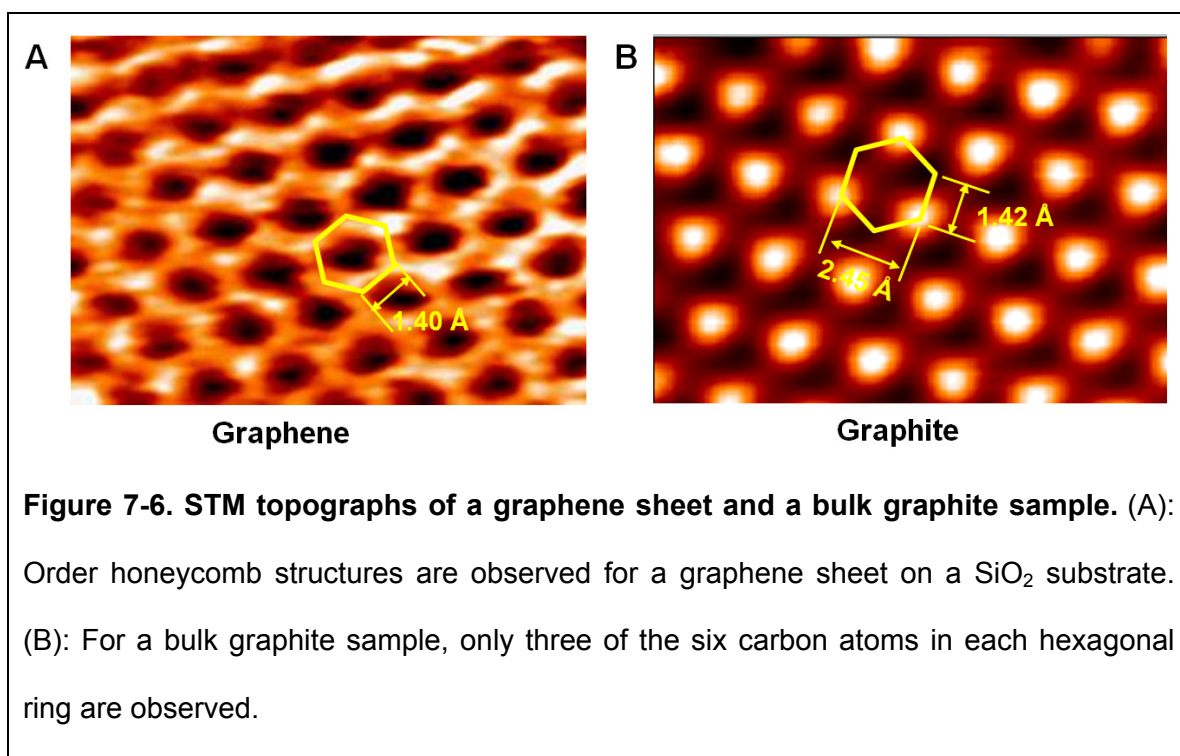 A
B
1.40 Å
1.42 Å
2.45 Å
Graphene
Graphite
Figure 7-6. STM topographs of a graphene sheet and a bulk graphite sample. (A):
Order honeycomb structures are observed for a graphene sheet on a SiO₂ substrate.
(B): For a bulk graphite sample, only three of the six carbon atoms in each hexagonal
ring are observed.